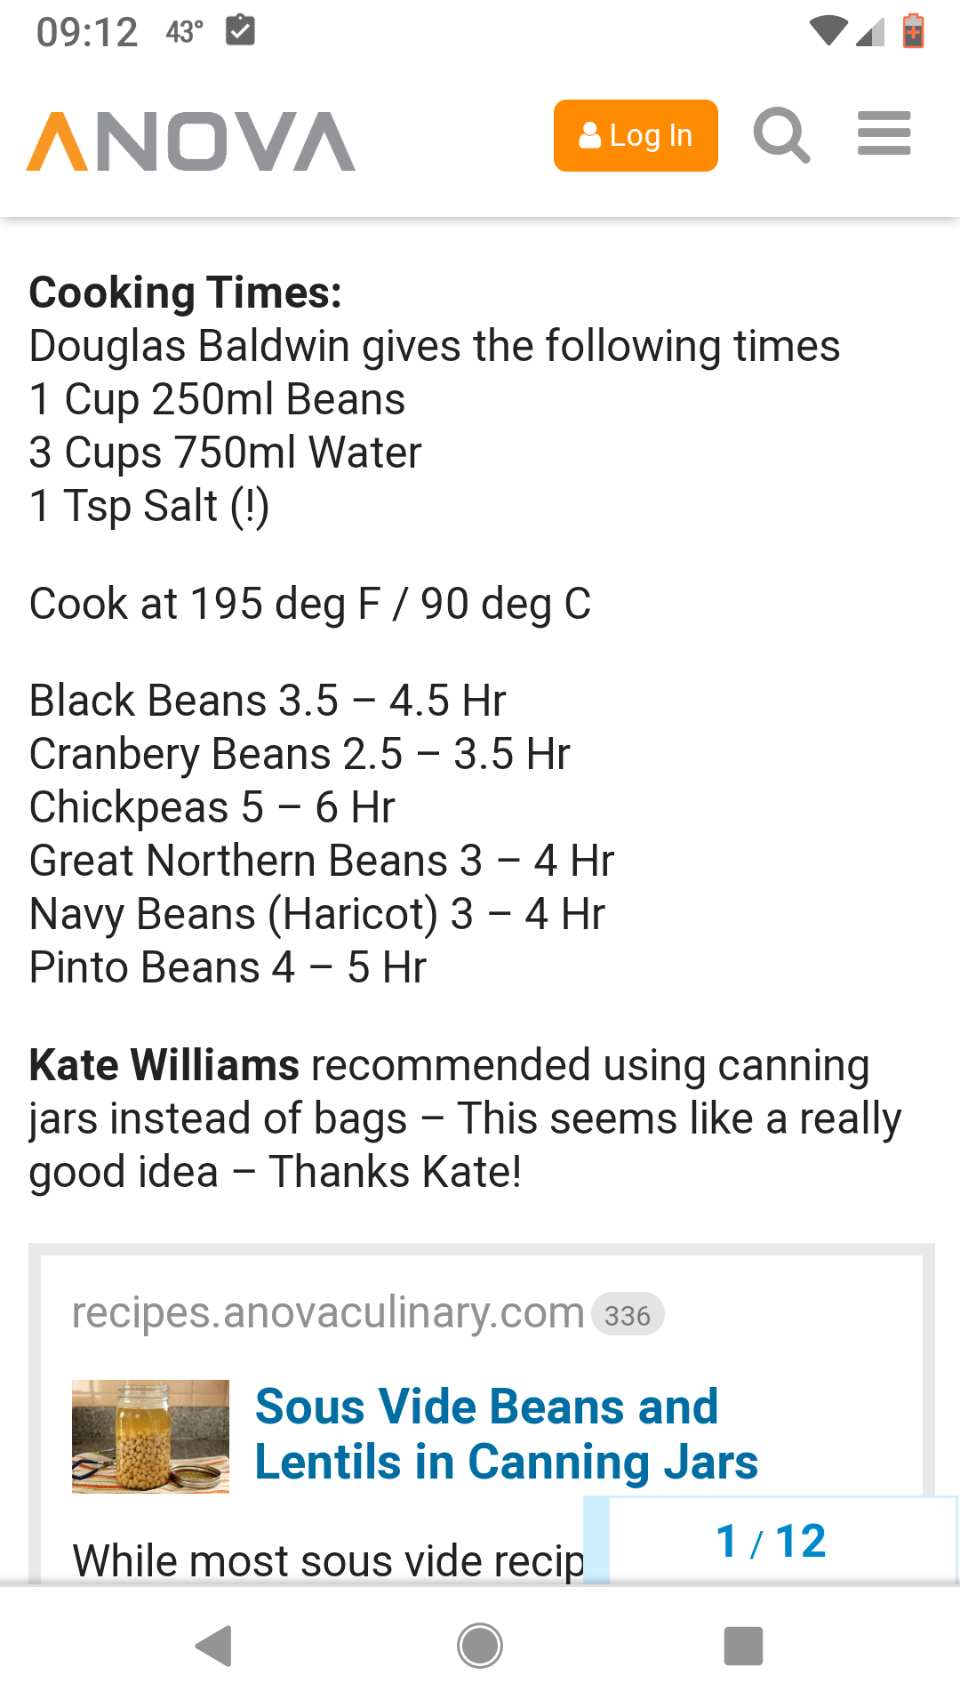 09:12 43°
ANOVA
Log In
Cooking Times:
Douglas Baldwin gives the following times
1 Cup 250ml Beans
3 Cups 750ml Water
1 Tsp Salt (!)
Cook at 195 deg F / 90 deg C
Black Beans 3.5 – 4.5 Hr
Cranbery Beans 2.5 – 3.5 Hr
Chickpeas 5 – 6 Hr
Great Northern Beans 3 – 4 Hr
Navy Beans (Haricot) 3 – 4 Hr
Pinto Beans 4 – 5 Hr
Kate Williams recommended using canning
jars instead of bags – This seems like a really
good idea – Thanks Kate!
recipes.anovaculinary.com 336
Sous Vide Beans and
Lentils in Canning Jars
While most sous vide recip
1 / 12